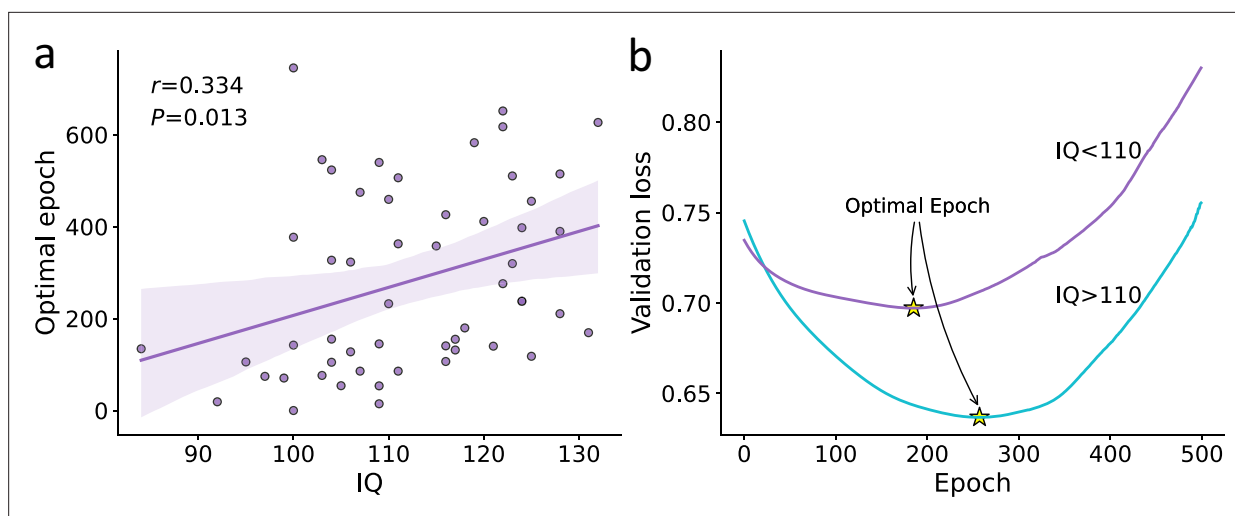 a
r=0.334
P=0.013
Optimal epoch
600
400
200
0
90
100
110
120
130
IQ
b
Validation loss
0.80
0.75
0.70
0.65
IQ<110
Optimal Epoch
IQ>110
0
100
200
300
400
500
Epoch